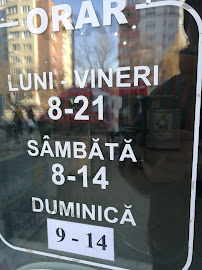 ORAR
LUNI - VINERI
8-21
SÂMBĂTĂ
8-14
DUMINICĂ
9 - 14